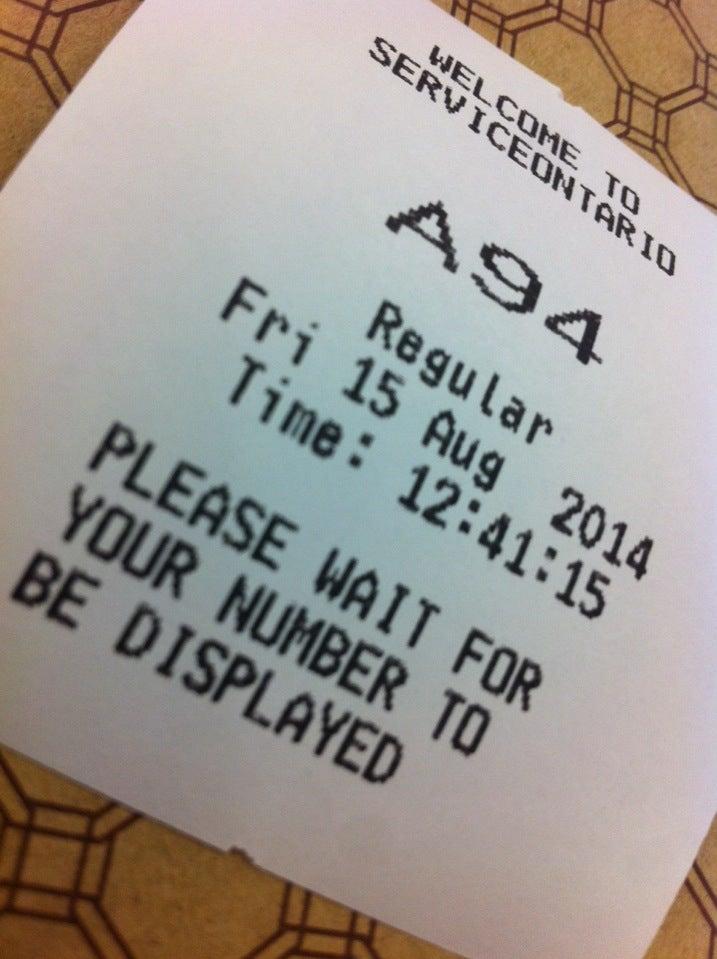 WELCOME TO
SERVICEONTARIO
A94
Regular
Fri 15 Aug 2014
Time: 12:41:15
PLEASE WAIT FOR
YOUR NUMBER TO
BE DISPLAYED